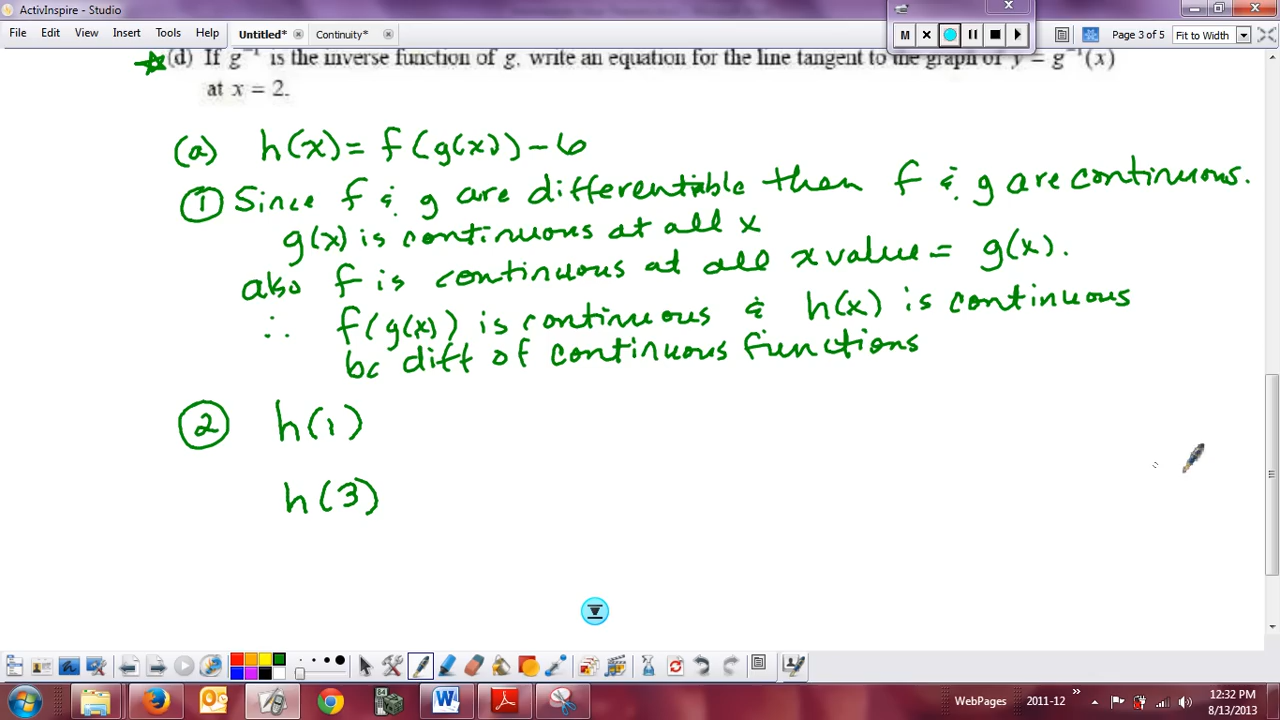 ActivInspire - Studio
File Edit View Insert Tools Help Untitled* Continuity* Page 3 of 5 Fit to Width
(d) If g⁻¹ is the inverse function of g, write an equation for the line tangent to the graph of y = g⁻¹(x)
at x = 2.
(a) h(x) = f(g(x)) - 6
① Since f & g are differentiable then f & g are continuous.
g(x) is continuous at all x
also f is continuous at all x value = g(x).
∴ f(g(x)) is continuous & h(x) is continuous
bc diff of continuous functions
② h(1)
h(3)
WebPages 2011-12 12:32 PM
8/13/2013